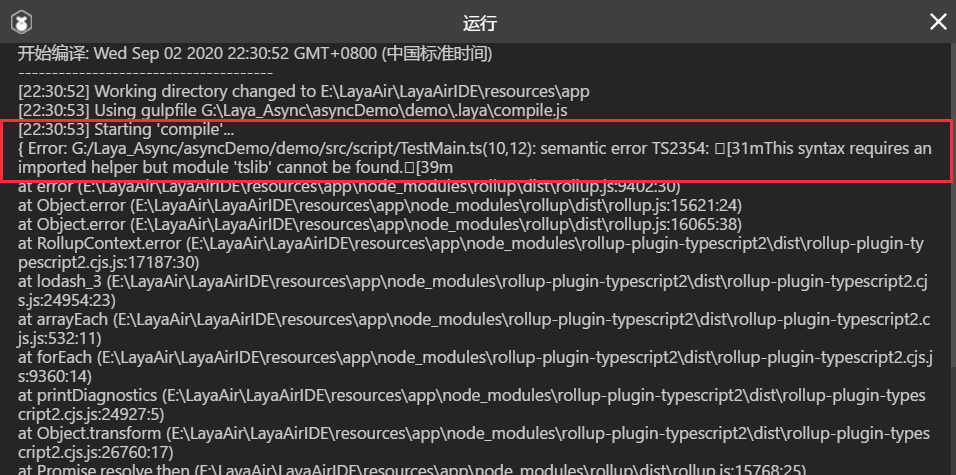 运行
开始编译: Wed Sep 02 2020 22:30:52 GMT+0800 (中国标准时间)
--------------------------------------
[22:30:52] Working directory changed to E:\LayaAir\LayaAirIDE\resources\app
[22:30:53] Using gulpfile G:\Laya_Async\asyncDemo\demo\.laya\compile.js
[22:30:53] Starting 'compile'...
{ Error: G:/Laya_Async/asyncDemo/demo/src/script/TestMain.ts(10,12): semantic error TS2354: □[31mThis syntax requires an
imported helper but module 'tslib' cannot be found.□[39m
at error (E:\LayaAir\LayaAirIDE\resources\app\node_modules\rollup\dist\rollup.js:9402:30)
at Object.error (E:\LayaAir\LayaAirIDE\resources\app\node_modules\rollup\dist\rollup.js:15621:24)
at Object.error (E:\LayaAir\LayaAirIDE\resources\app\node_modules\rollup\dist\rollup.js:16065:38)
at RollupContext.error (E:\LayaAir\LayaAirIDE\resources\app\node_modules\rollup-plugin-typescript2\dist\rollup-plugin-ty
pescript2.cjs.js:17187:30)
at lodash_3 (E:\LayaAir\LayaAirIDE\resources\app\node_modules\rollup-plugin-typescript2\dist\rollup-plugin-typescript2.cj
s.js:24954:23)
at arrayEach (E:\LayaAir\LayaAirIDE\resources\app\node_modules\rollup-plugin-typescript2\dist\rollup-plugin-typescript2.c
js.js:532:11)
at forEach (E:\LayaAir\LayaAirIDE\resources\app\node_modules\rollup-plugin-typescript2\dist\rollup-plugin-typescript2.cjs.j
s:9360:14)
at printDiagnostics (E:\LayaAir\LayaAirIDE\resources\app\node_modules\rollup-plugin-typescript2\dist\rollup-plugin-types
cript2.cjs.js:24927:5)
at Object.transform (E:\LayaAir\LayaAirIDE\resources\app\node_modules\rollup-plugin-typescript2\dist\rollup-plugin-types
cript2.cjs.js:26760:17)
at Promise.resolve.then (E:\LayaAir\LayaAirIDE\resources\app\node_modules\rollup\dist\rollup.js:15768:25)